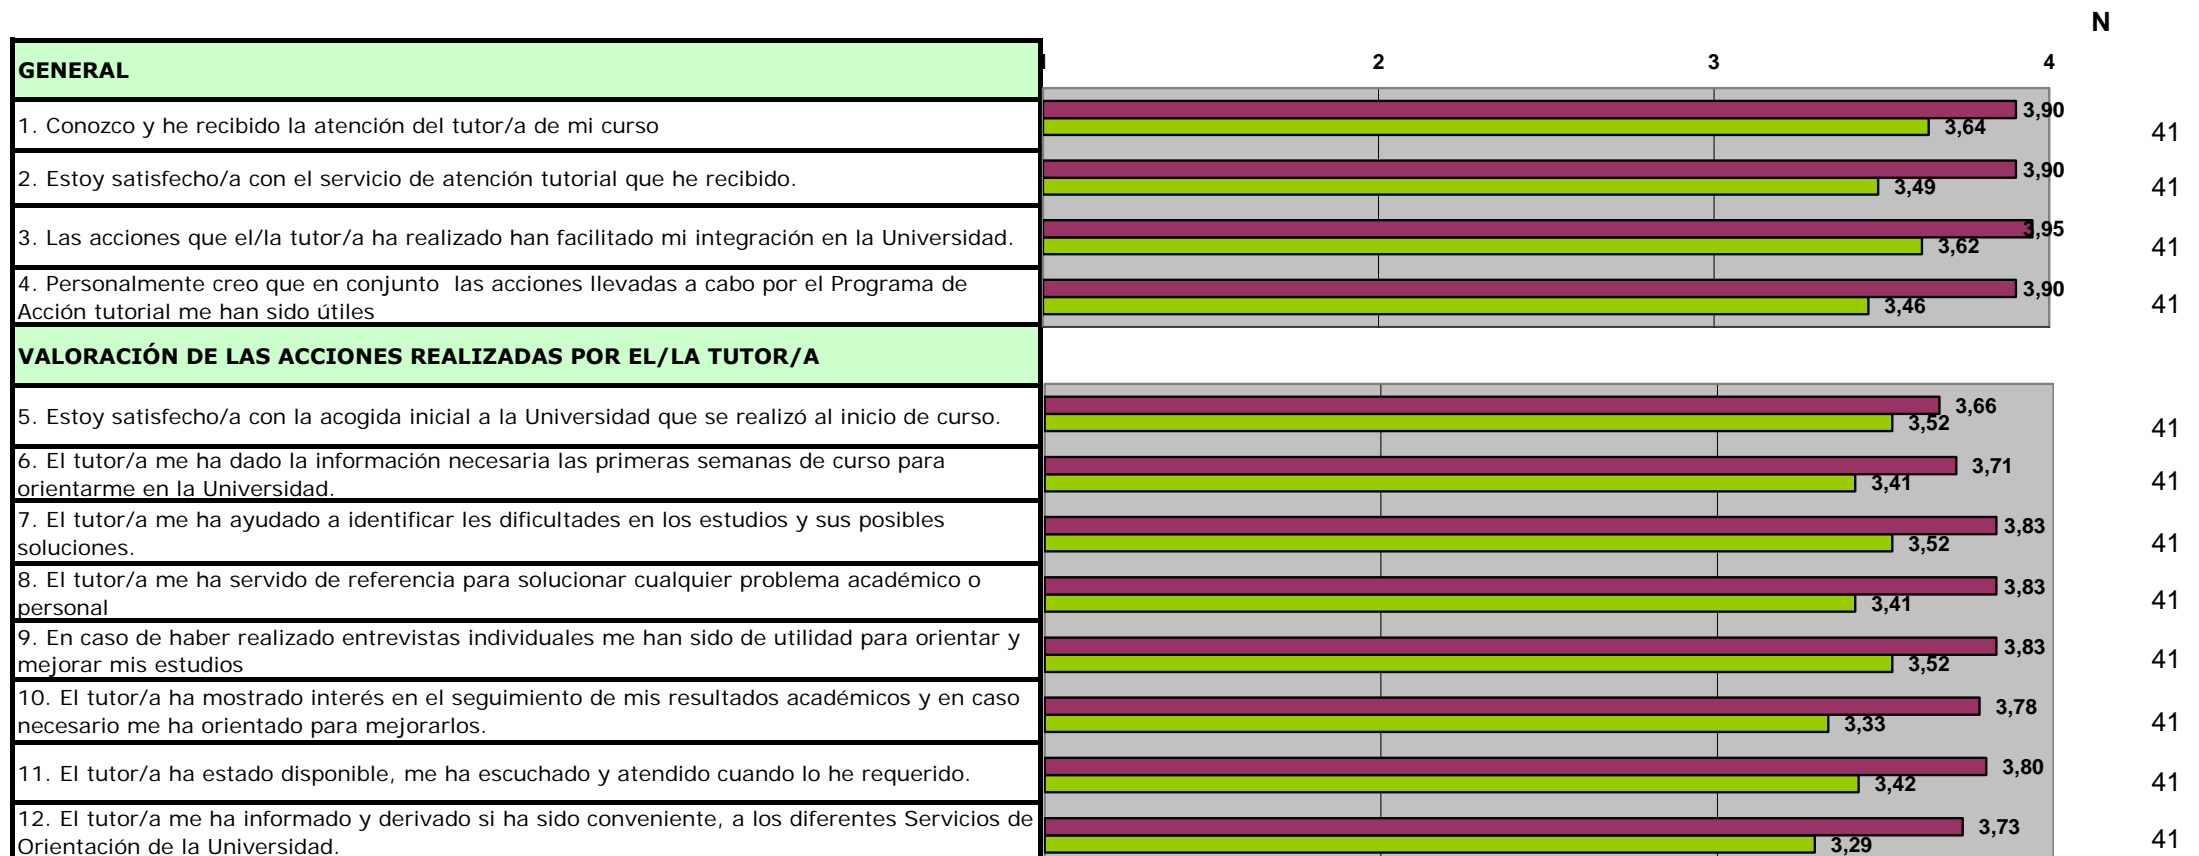 N
GENERAL
1 2 3 4
1. Conozco y he recibido la atención del tutor/a de mi curso
3,90
3,64
41
2. Estoy satisfecho/a con el servicio de atención tutorial que he recibido.
3,90
3,49
41
3. Las acciones que el/la tutor/a ha realizado han facilitado mi integración en la Universidad.
3,95
3,62
41
4. Personalmente creo que en conjunto  las acciones llevadas a cabo por el Programa de
Acción tutorial me han sido útiles
3,90
3,46
41
VALORACIÓN DE LAS ACCIONES REALIZADAS POR EL/LA TUTOR/A
5. Estoy satisfecho/a con la acogida inicial a la Universidad que se realizó al inicio de curso.
3,66
3,52
41
6. El tutor/a me ha dado la información necesaria las primeras semanas de curso para
orientarme en la Universidad.
3,71
3,41
41
7. El tutor/a me ha ayudado a identificar les dificultades en los estudios y sus posibles
soluciones.
3,83
3,52
41
8. El tutor/a me ha servido de referencia para solucionar cualquier problema académico o
personal
3,83
3,41
41
9. En caso de haber realizado entrevistas individuales me han sido de utilidad para orientar y
mejorar mis estudios
3,83
3,52
41
10. El tutor/a ha mostrado interés en el seguimiento de mis resultados académicos y en caso
necesario me ha orientado para mejorarlos.
3,78
3,33
41
11. El tutor/a ha estado disponible, me ha escuchado y atendido cuando lo he requerido.
3,80
3,42
41
12. El tutor/a me ha informado y derivado si ha sido conveniente, a los diferentes Servicios de
Orientación de la Universidad.
3,73
3,29
41